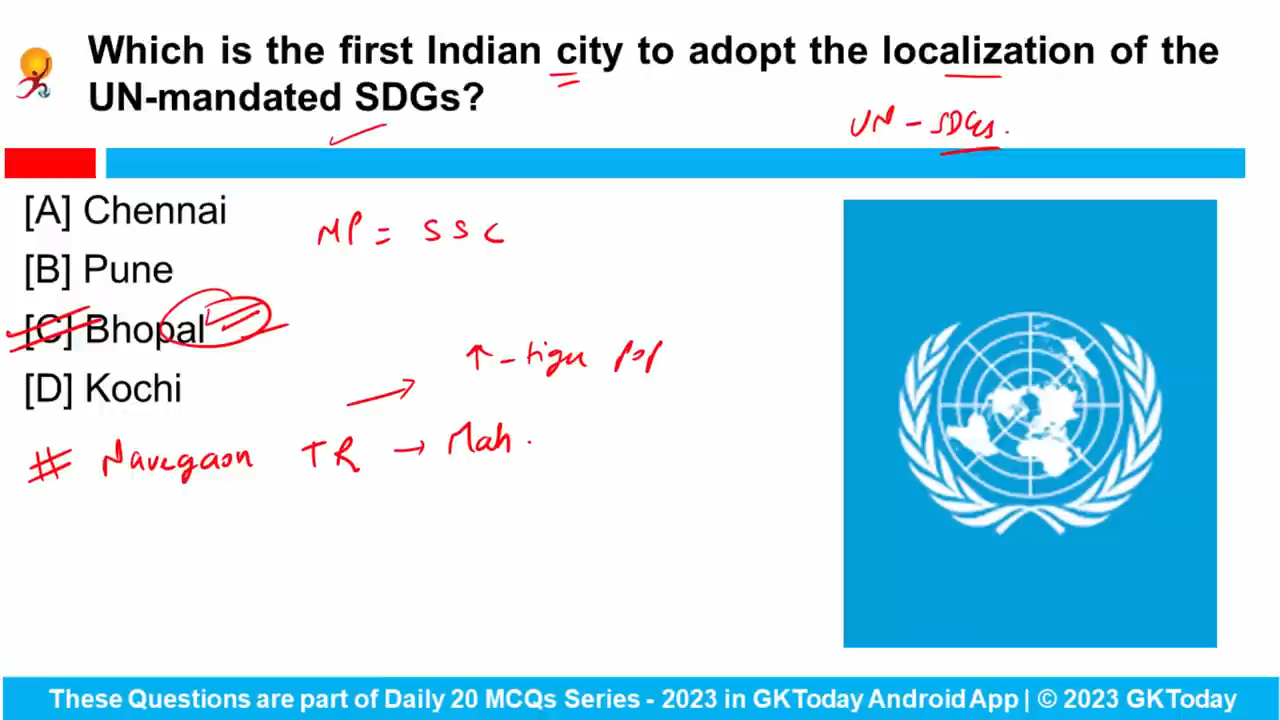 Which is the first Indian city to adopt the localization of the
UN-mandated SDGs?
UN - SDGs.
[A] Chennai
MP = SSC
[B] Pune
[C] Bhopal
↑ - tiger pop
[D] Kochi
# Navegaon TR → Mah.
These Questions are part of Daily 20 MCQs Series - 2023 in GKToday Android App | © 2023 GKToday